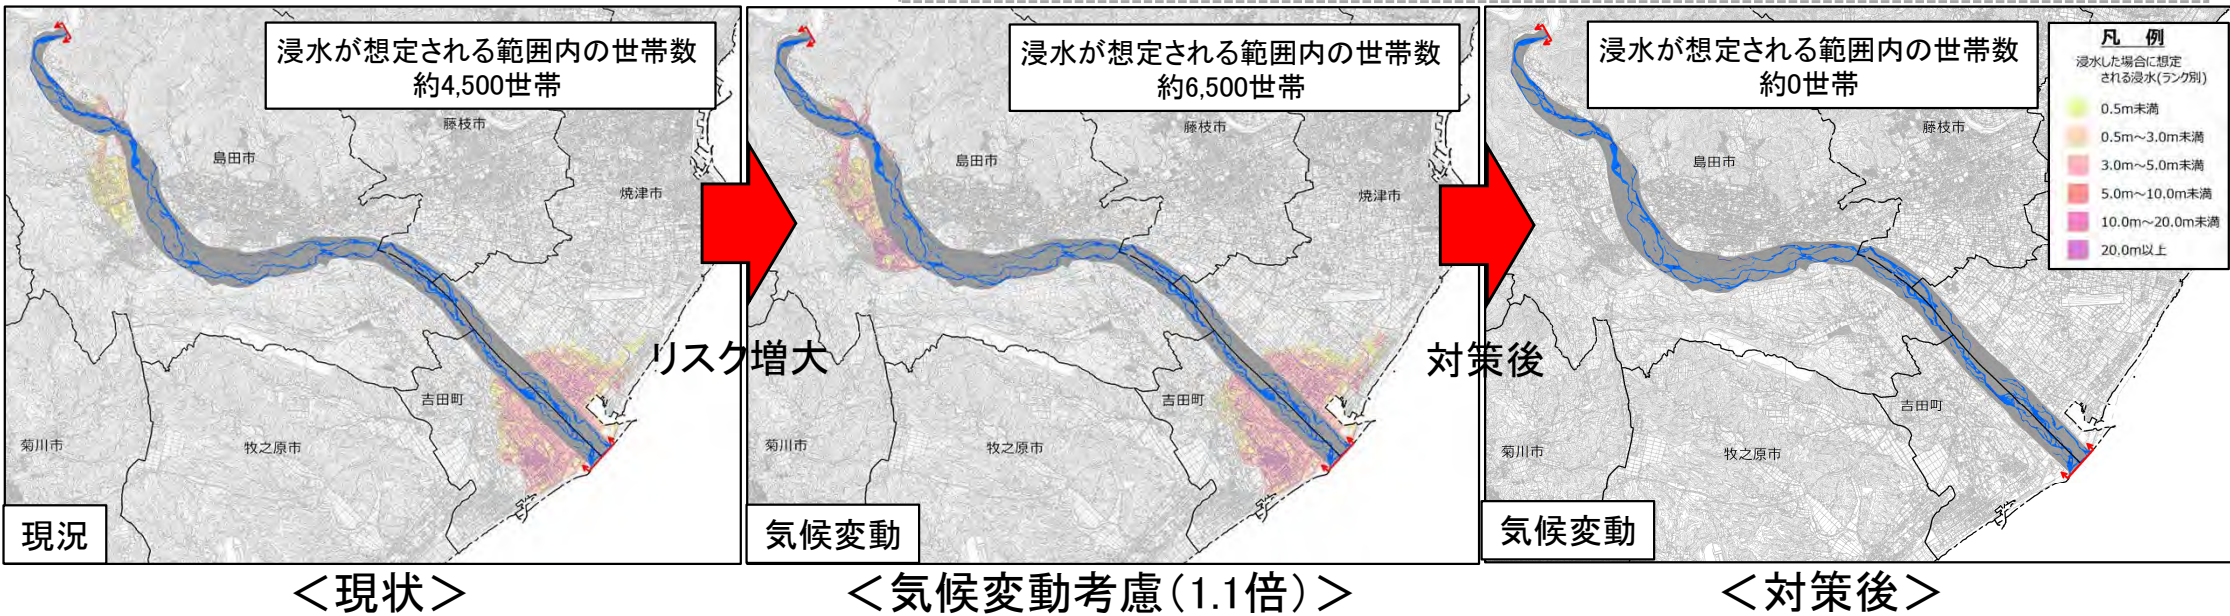 浸水が想定される範囲内の世帯数
約4,500世帯
藤枝市
島田市
焼津市
吉田町
菊川市
牧之原市
現況
リスク増大
浸水が想定される範囲内の世帯数
約6,500世帯
藤枝市
島田市
焼津市
吉田町
菊川市
牧之原市
気候変動
対策後
浸水が想定される範囲内の世帯数
約0世帯
藤枝市
島田市
吉田町
菊川市
牧之原市
気候変動
凡 例
浸水した場合に想定
される浸水(ランク別)
0.5m未満
0.5m～3.0m未満
3.0m～5.0m未満
5.0m～10.0m未満
10.0m～20.0m未満
20.0m以上
＜現状＞
＜気候変動考慮(1.1倍)＞
＜対策後＞